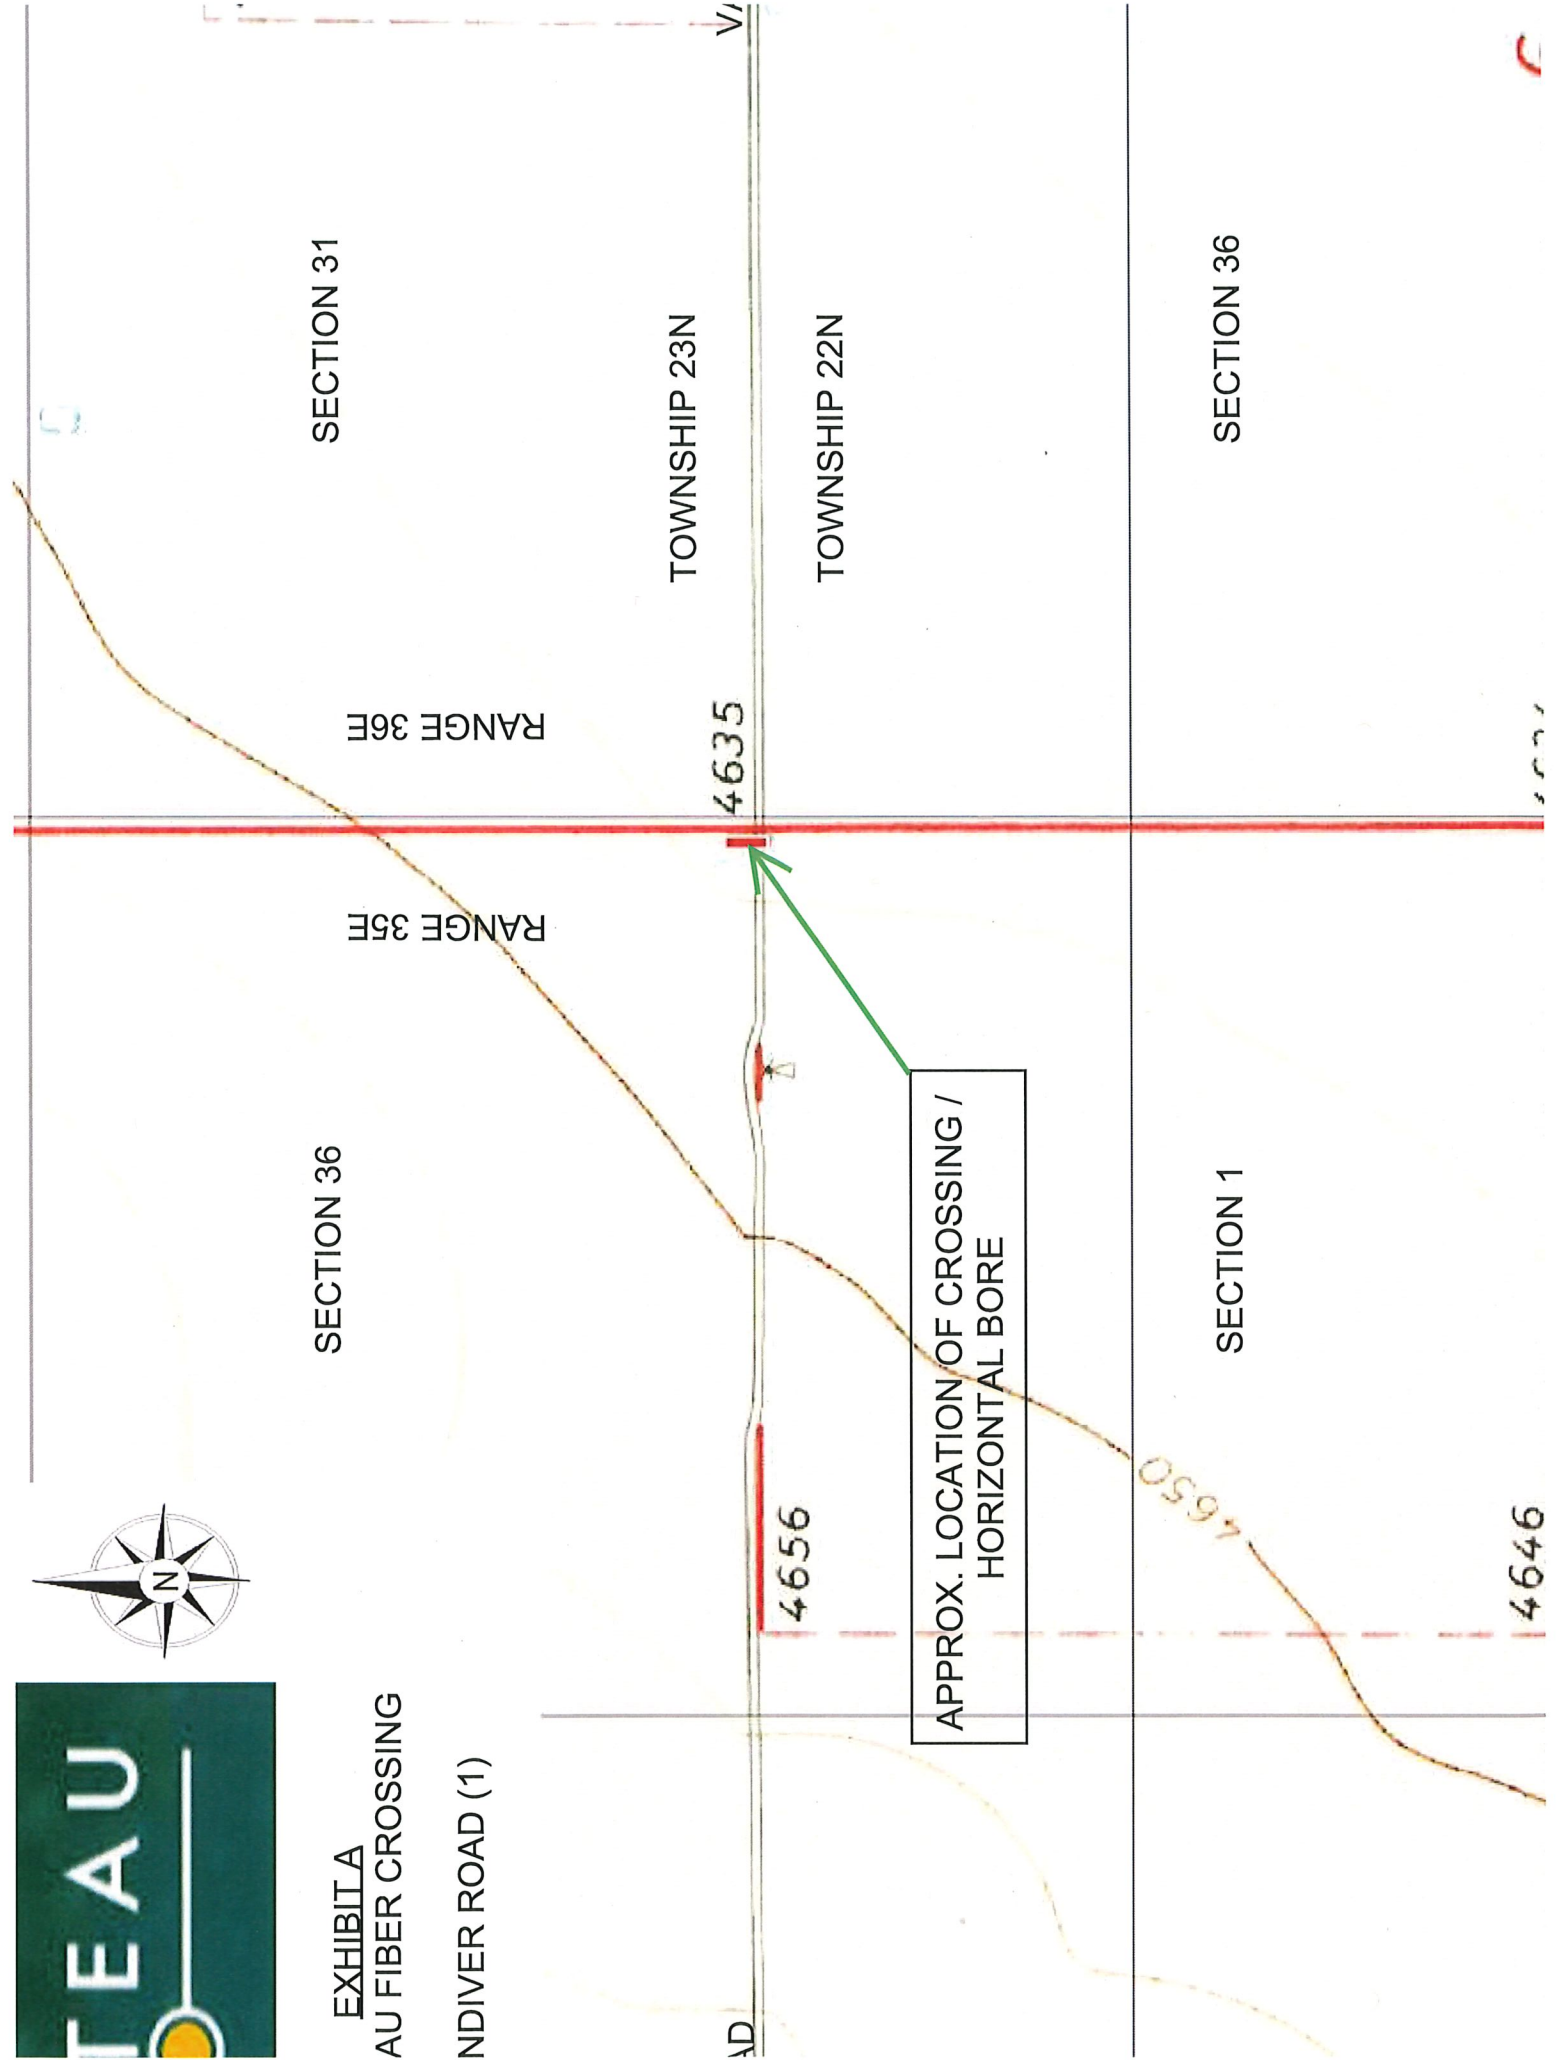 TEAU
N
EXHIBIT A
AU FIBER CROSSING
NDIVER ROAD (1)
SECTION 36
SECTION 31
RANGE 35E
RANGE 36E
TOWNSHIP 23N
4635
VA
AD
TOWNSHIP 22N
4656
APPROX. LOCATION OF CROSSING /
HORIZONTAL BORE
4650
SECTION 1
SECTION 36
4646